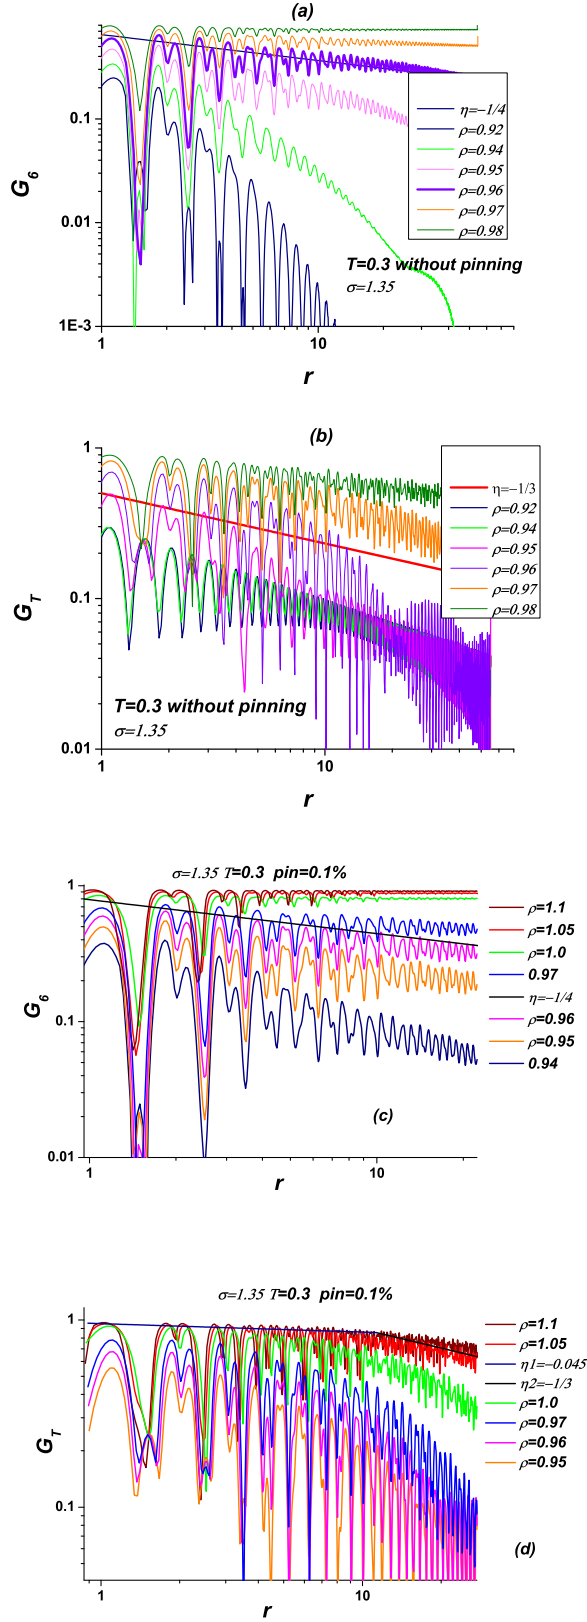 (a)
0.1
0.01
1E-3
G6
η=−1/4
ρ=0.92
ρ=0.94
ρ=0.95
ρ=0.96
ρ=0.97
ρ=0.98
T=0.3 without pinning
σ=1.35
1
10
r
(b)
1
0.1
0.01
GT
η=−1/3
ρ=0.92
ρ=0.94
ρ=0.95
ρ=0.96
ρ=0.97
ρ=0.98
T=0.3 without pinning
σ=1.35
1
10
r
σ=1.35 T=0.3 pin=0.1%
1
0.1
0.01
G6
ρ=1.1
ρ=1.05
ρ=1.0
0.97
η=−1/4
ρ=0.96
ρ=0.95
0.94
(c)
1
10
r
σ=1.35 T=0.3 pin=0.1%
1
0.1
GT
ρ=1.1
ρ=1.05
η1=−0.045
η2=−1/3
ρ=1.0
ρ=0.97
ρ=0.96
ρ=0.95
(d)
1
10
r